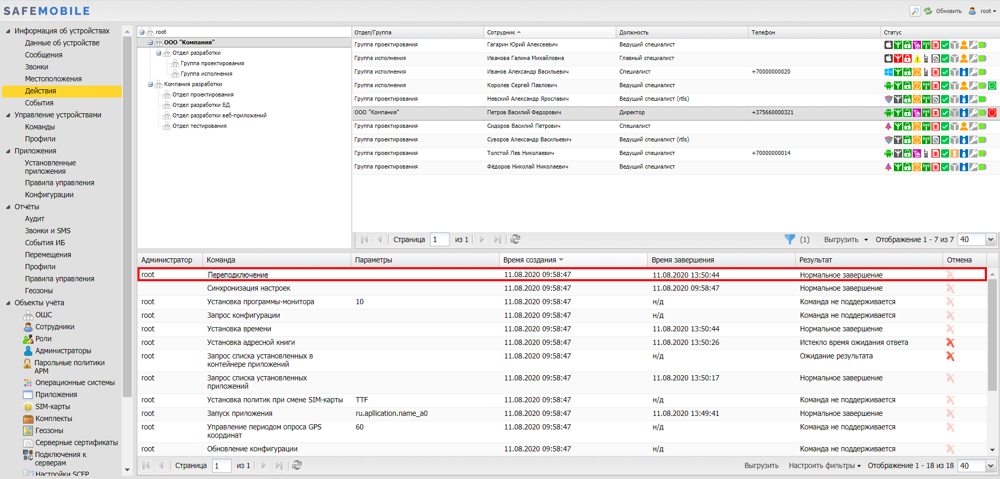 SAFEMOBILE
Обновить
root
Информация об устройствах
Данные об устройстве
Сообщения
Звонки
Местоположения
Действия
События
Управление устройствами
Команды
Профили
Приложения
Установленные
приложения
Правила управления
Конфигурации
Отчёты
Аудит
Звонки и SMS
События ИБ
Перемещения
Профили
Правила управления
Геозоны
Объекты учёта
ОШС
Сотрудники
Роли
Администраторы
Парольные политики
АРМ
Операционные системы
Приложения
SIM-карты
Комплекты
Геозоны
Серверные сертификаты
Подключения к
серверам
Настройки SCEP
root
ООО "Компания"
Отдел разработки
Группа проектирования
Группа исполнения
Компания разработки
Отдел проектирования
Отдел разработки БД
Отдел разработки веб-приложений
Отдел тестирования
Отдел/Группа Сотрудник Должность Телефон Статус
Группа проектирования Гагарин Юрий Алексеевич Ведущий специалист
Группа исполнения Иванова Галина Михайловна Главный специалист
Группа исполнения Иванов Александр Васильевич Специалист +70000000020
Группа исполнения Королев Сергей Павлович Ведущий специалист
Группа проектирования Невский Александр Ярославич Ведущий специалист (rtls)
ООО "Компания" Петров Василий Федорович Директор +375660000321
Группа проектирования Сидоров Василий Петрович Специалист
Группа проектирования Суворов Александр Васильевич Ведущий специалист (rtls)
Группа проектирования Толстой Лев Николаевич Ведущий специалист +70000000014
Группа проектирования Фёдоров Николай Николаевич Ведущий специалист
Страница 1 из 1 (1) Выгрузить Отображение 1 - 7 из 7 40
Администратор Команда Параметры Время создания Время завершения Результат Отмена
root Переподключение 11.08.2020 09:58:47 11.08.2020 13:50:44 Нормальное завершение
Синхронизация настроек 11.08.2020 09:58:47 11.08.2020 09:58:47 Нормальное завершение
root Установка программы-монитора 10 11.08.2020 09:58:47 н/д Команда не поддерживается
root Запрос конфигурации 11.08.2020 09:58:47 н/д Команда не поддерживается
root Установка времени 11.08.2020 09:58:47 11.08.2020 13:50:44 Нормальное завершение
root Установка адресной книги 11.08.2020 09:58:47 11.08.2020 13:50:26 Истекло время ожидания ответа
root Запрос списка установленных в 11.08.2020 09:58:47 н/д Ожидание результата
контейнере приложений
root Запрос списка установленных 11.08.2020 09:58:47 11.08.2020 13:50:17 Нормальное завершение
приложений
root Установка политик при смене SIM-карты TTF 11.08.2020 09:58:47 н/д Команда не поддерживается
root Запуск приложения ru.apllication.name_a0 11.08.2020 09:58:47 11.08.2020 13:49:41 Нормальное завершение
root Управление периодом опроса GPS 60 11.08.2020 09:58:47 н/д Команда не поддерживается
координат
root Обновление конфигурации 11.08.2020 09:58:47 н/д Команда не поддерживается
Страница 1 из 1 Выгрузить Настроить фильтры Отображение 1 - 18 из 18 40